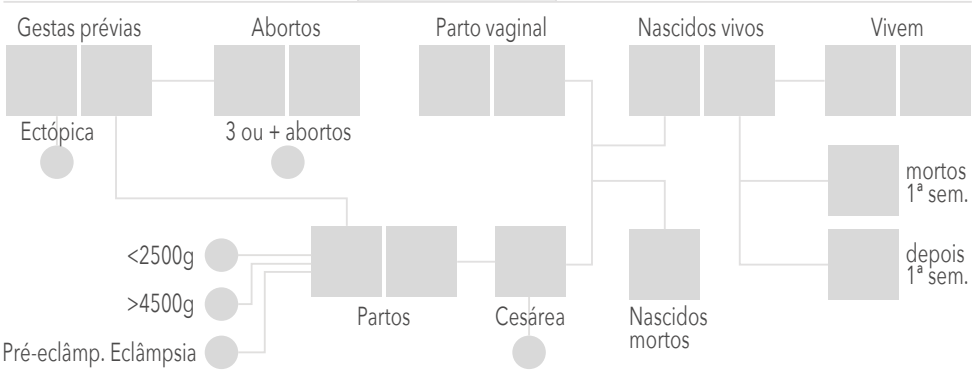 Gestas prévias
Abortos
Parto vaginal
Nascidos vivos
Vivem
Ectópica
3 ou + abortos
mortos
1ª sem.
<2500g
depois
1ª sem.
>4500g
Partos
Cesárea
Nascidos
mortos
Pré-eclâmp. Eclâmpsia